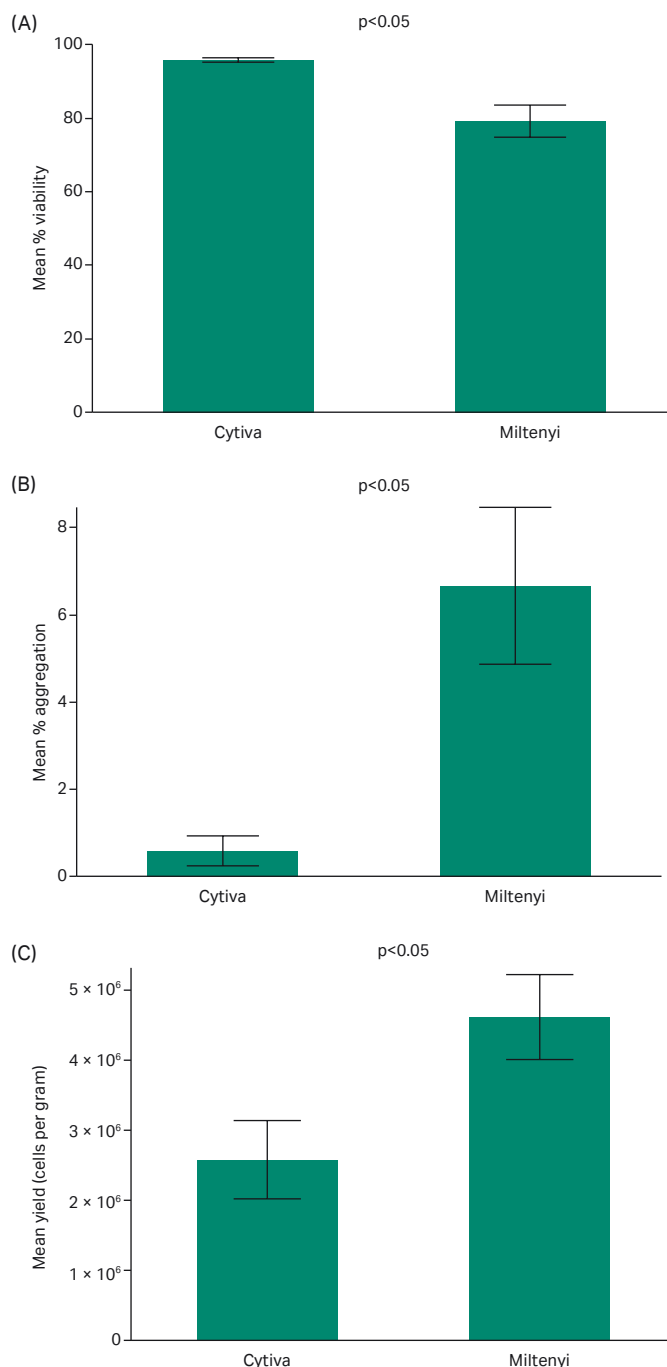 (A)
p<0.05
Mean % viability
100
80
60
40
20
0
Cytiva
Miltenyi
(B)
p<0.05
Mean % aggregation
8
6
4
2
0
Cytiva
Miltenyi
(C)
p<0.05
Mean yield (cells per gram)
5 × 10⁶
4 × 10⁶
3 × 10⁶
2 × 10⁶
1 × 10⁶
0
Cytiva
Miltenyi